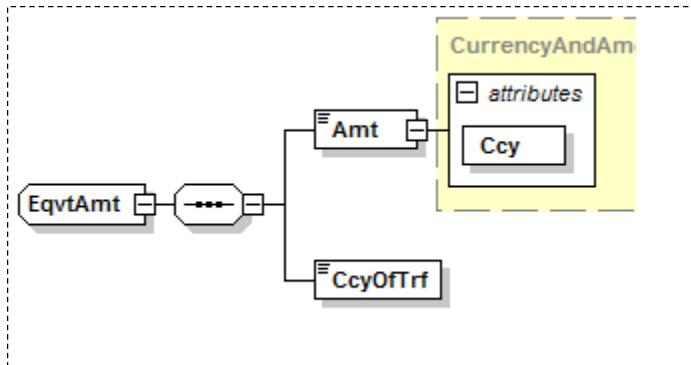 CurrencyAndAm
attributes
Amt
Ccy
EqvtAmt
CcyOfTrf